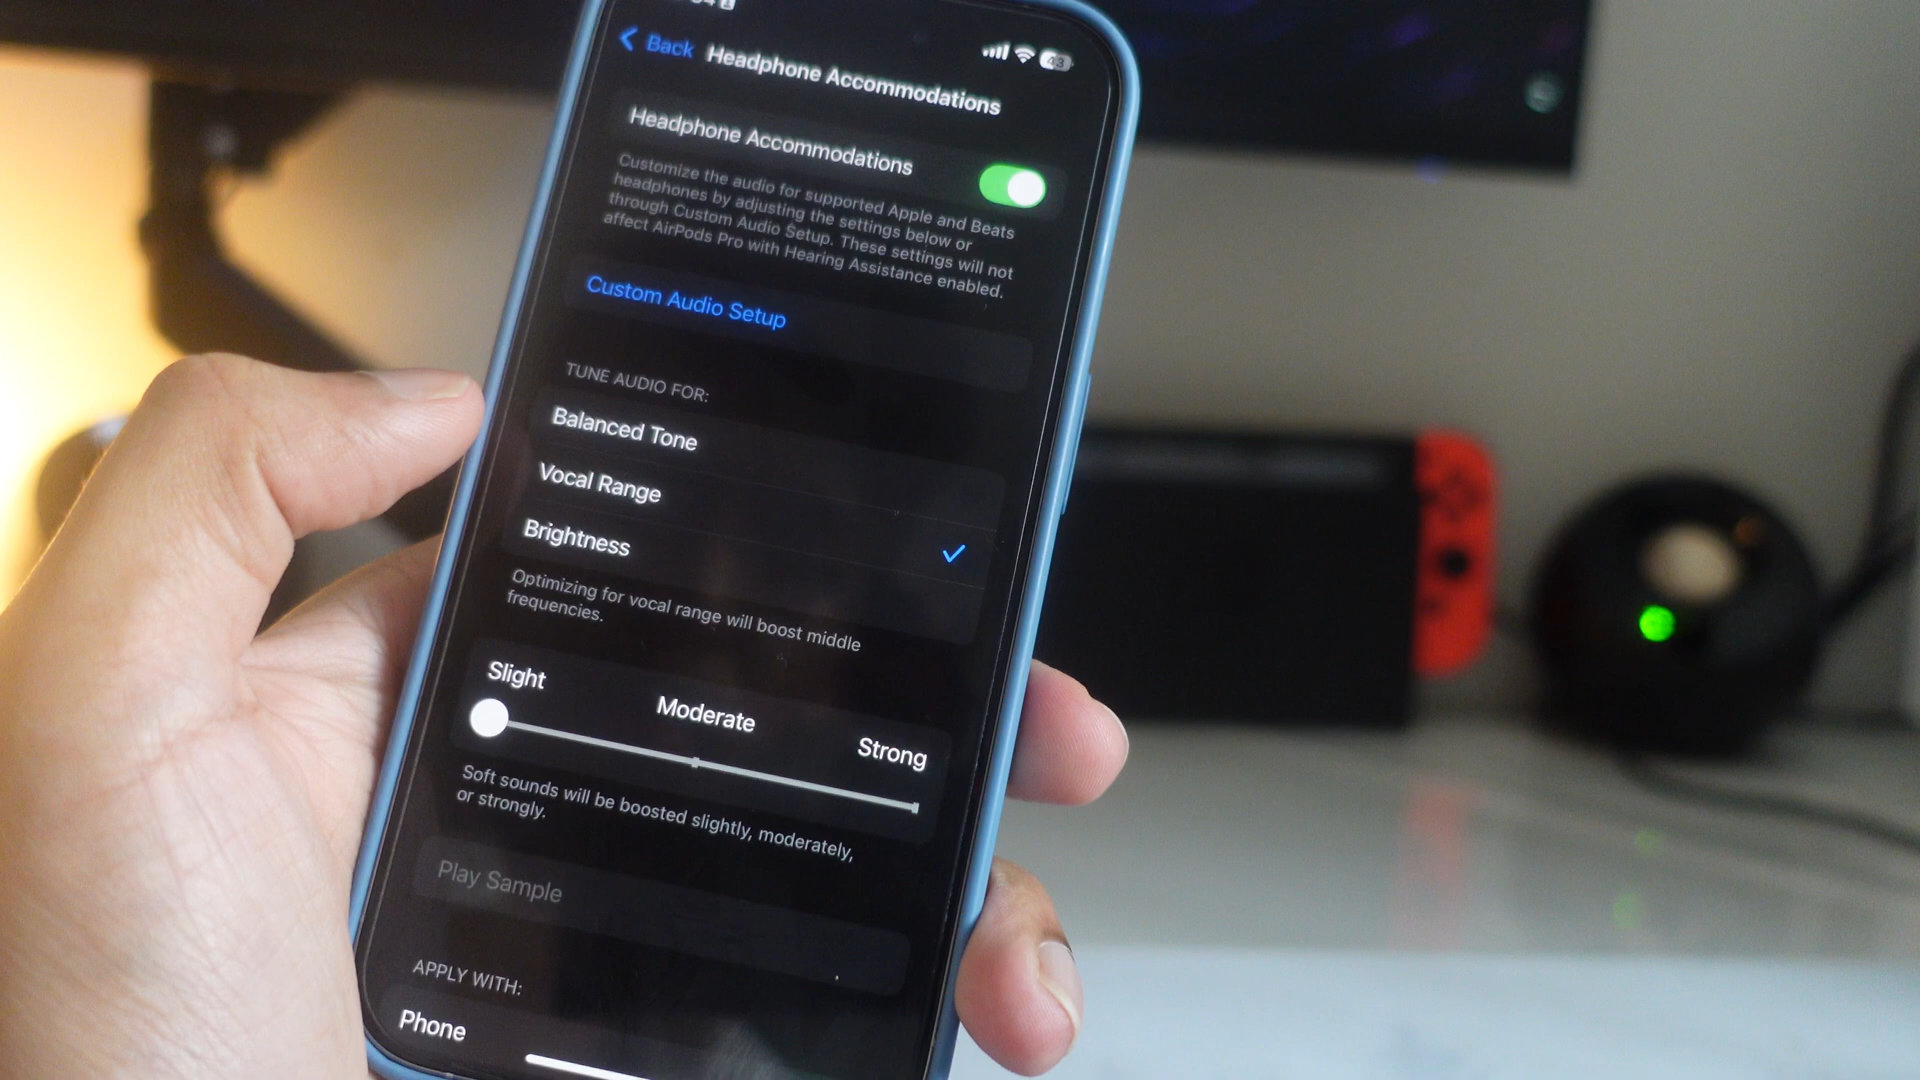 Back
Headphone Accommodations
43
Headphone Accommodations
Customize the audio for supported Apple and Beats
headphones by adjusting the settings below or
through Custom Audio Setup. These settings will not
affect AirPods Pro with Hearing Assistance enabled.
Custom Audio Setup
TUNE AUDIO FOR:
Balanced Tone
Vocal Range
Brightness
Optimizing for vocal range will boost middle
frequencies.
Slight
Moderate
Strong
Soft sounds will be boosted slightly, moderately,
or strongly.
Play Sample
APPLY WITH:
Phone